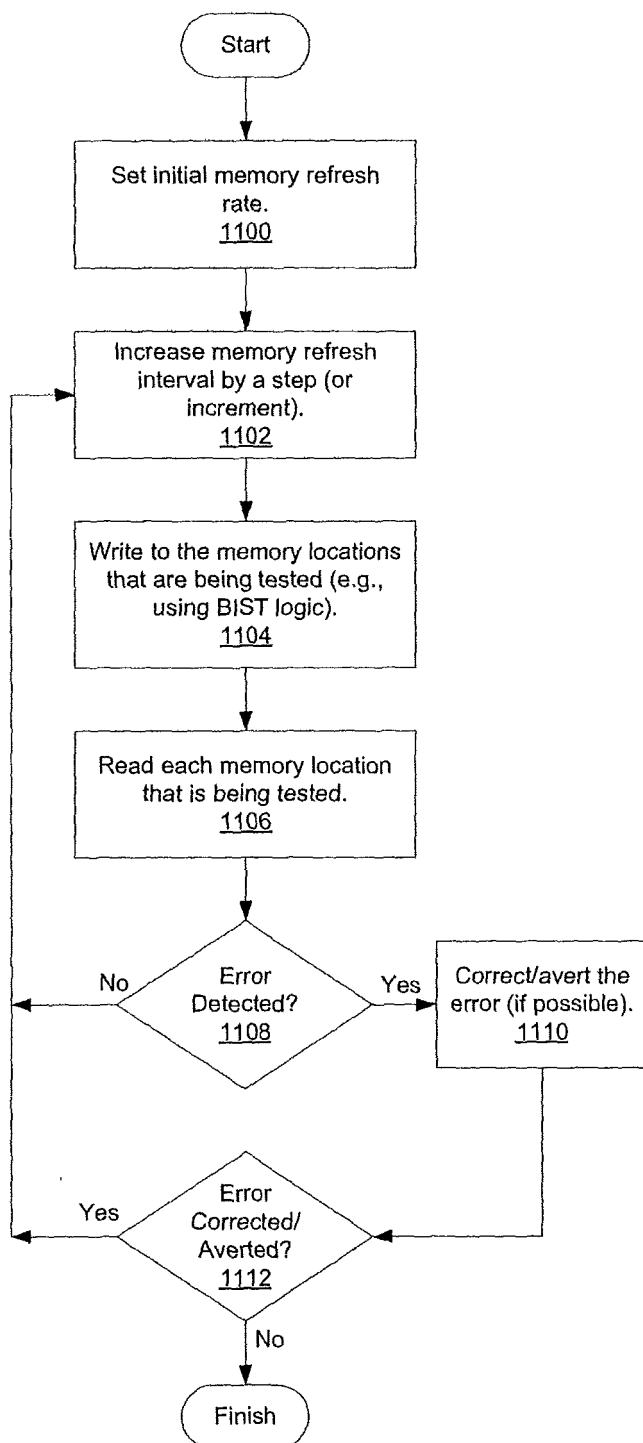 Start
Set initial memory refresh
rate.
1100
Increase memory refresh
interval by a step (or
increment).
1102
Write to the memory locations
that are being tested (e.g.,
using BIST logic).
1104
Read each memory location
that is being tested.
1106
No
Error
Detected?
1108
Yes
Correct/avert the
error (if possible).
1110
Yes
Error
Corrected/
Averted?
1112
No
Finish